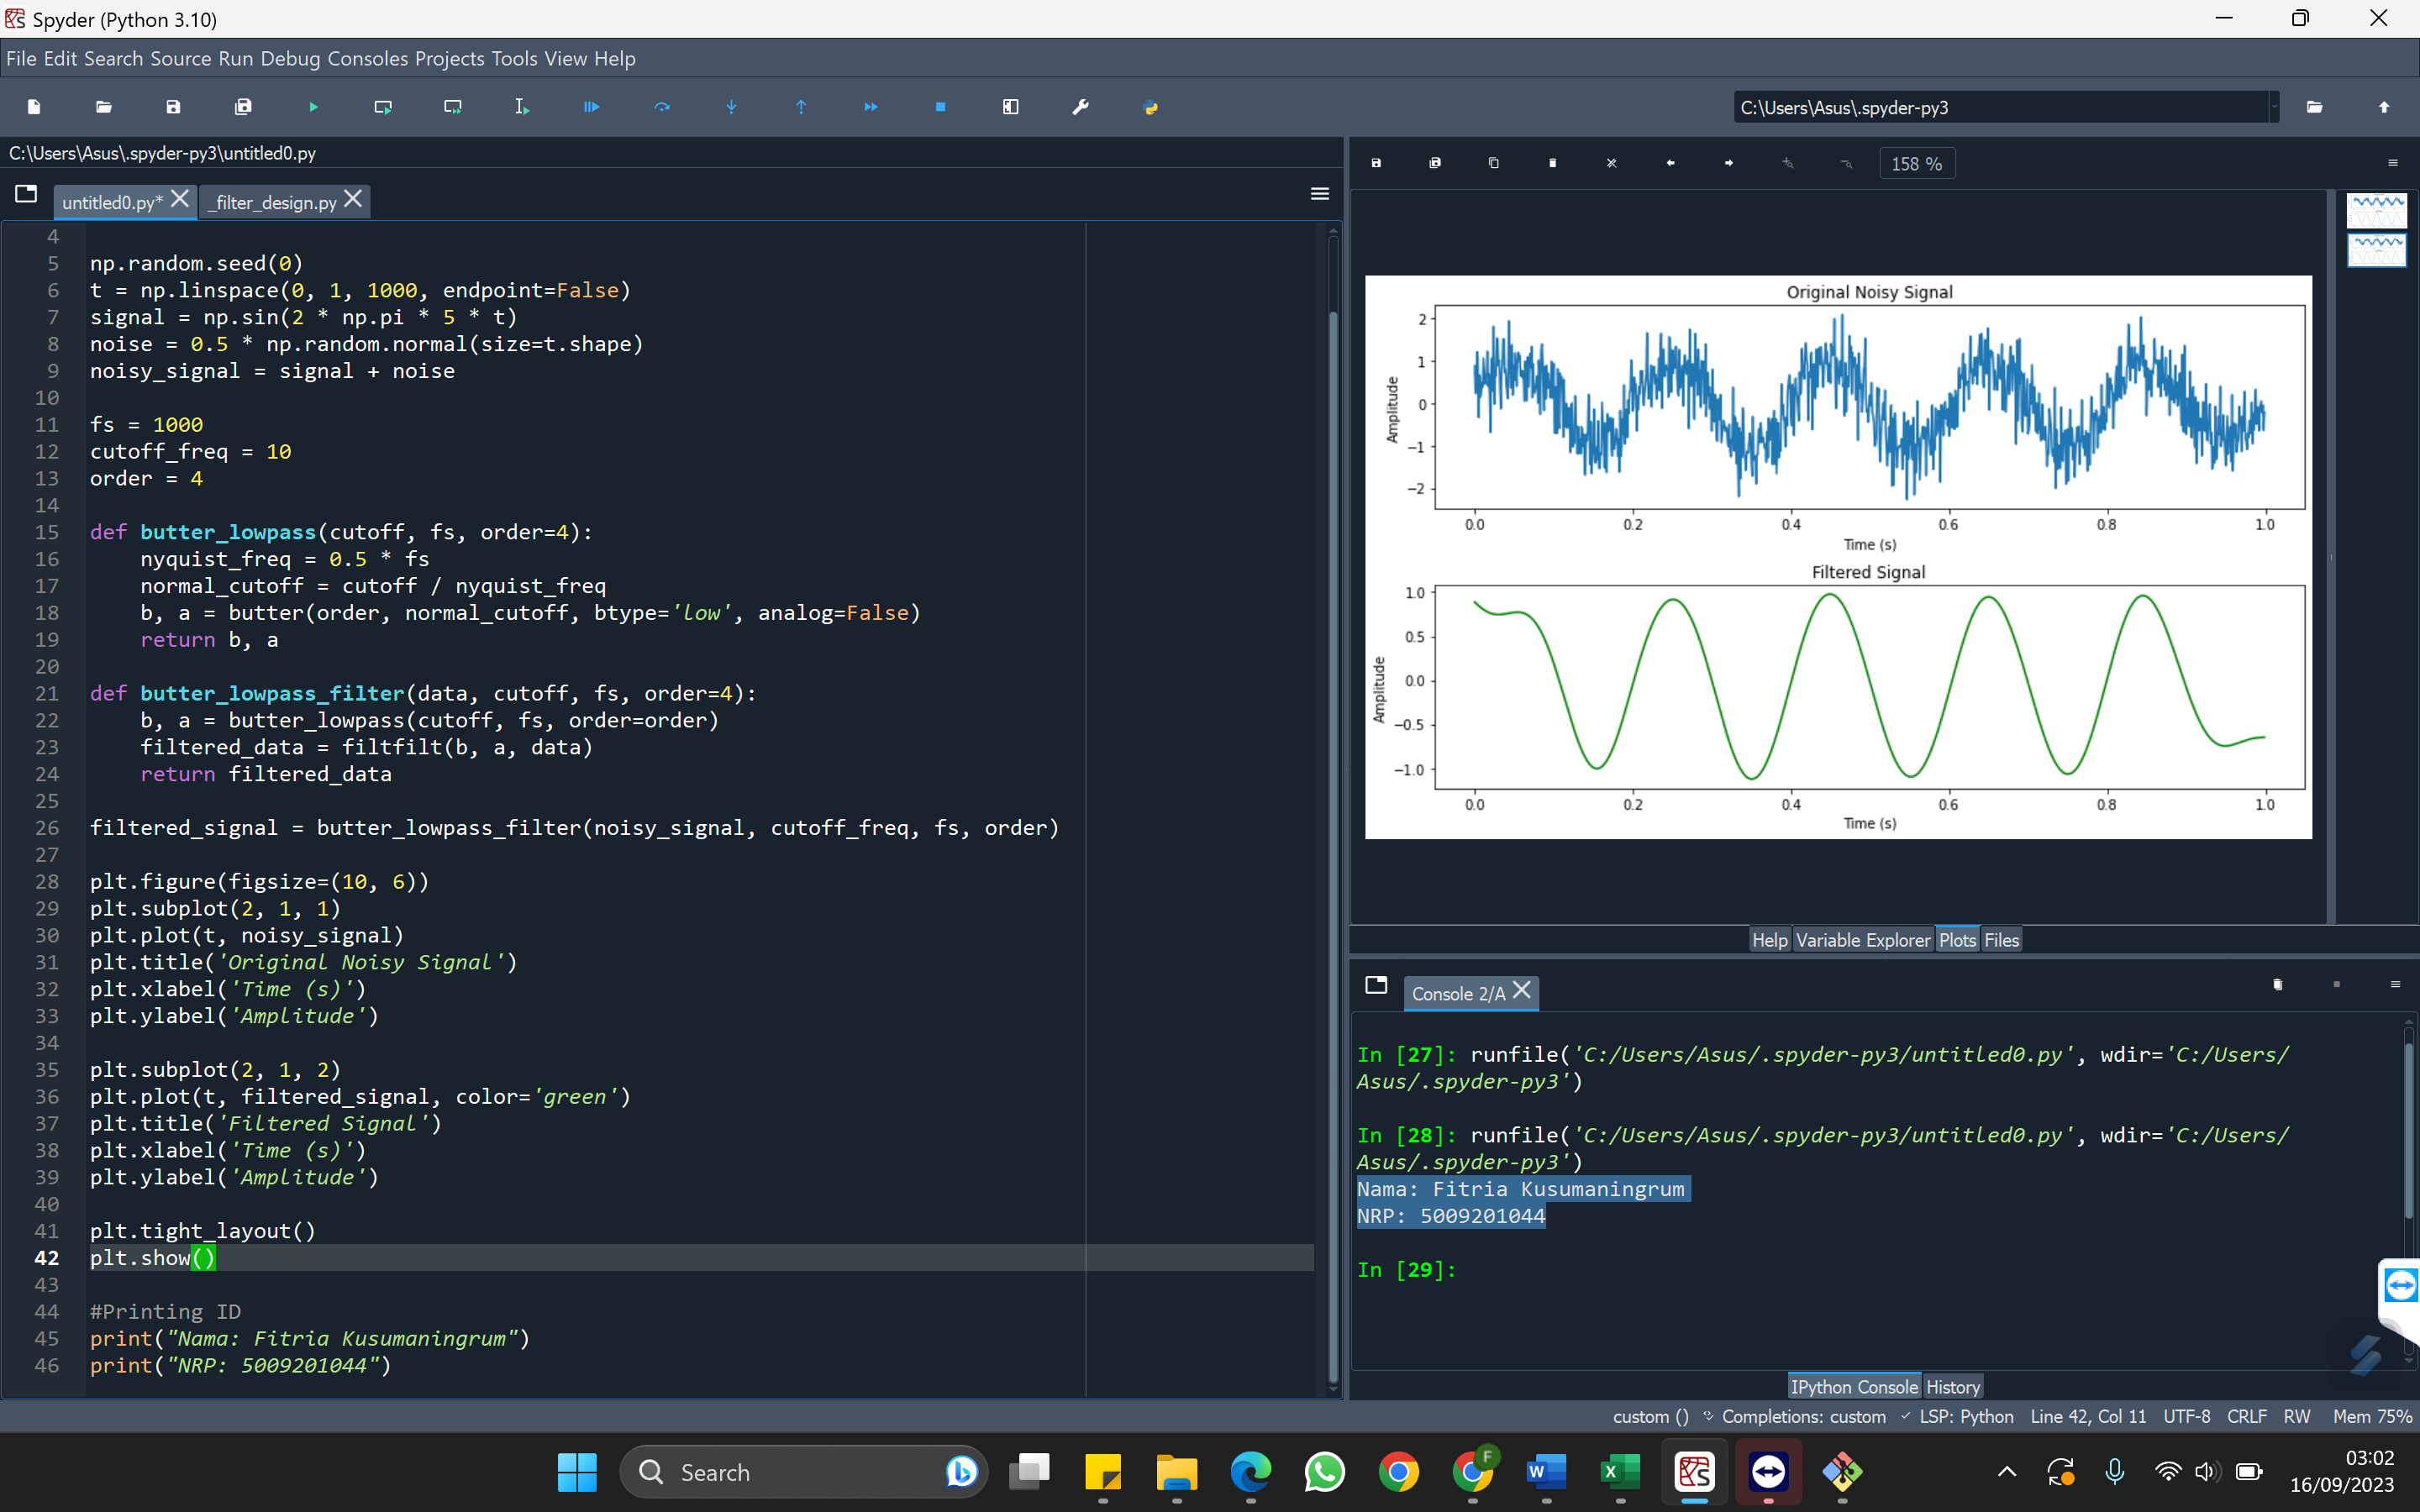 Spyder (Python 3.10)
File Edit Search Source Run Debug Consoles Projects Tools View Help
C:\Users\Asus\.spyder-py3
C:\Users\Asus\.spyder-py3\untitled0.py
untitled0.py*
_filter_design.py
4
5 np.random.seed(0)
6 t = np.linspace(0, 1, 1000, endpoint=False)
7 signal = np.sin(2 * np.pi * 5 * t)
8 noise = 0.5 * np.random.normal(size=t.shape)
9 noisy_signal = signal + noise
10
11 fs = 1000
12 cutoff_freq = 10
13 order = 4
14
15 def butter_lowpass(cutoff, fs, order=4):
16     nyquist_freq = 0.5 * fs
17     normal_cutoff = cutoff / nyquist_freq
18     b, a = butter(order, normal_cutoff, btype='low', analog=False)
19     return b, a
20
21 def butter_lowpass_filter(data, cutoff, fs, order=4):
22     b, a = butter_lowpass(cutoff, fs, order=order)
23     filtered_data = filtfilt(b, a, data)
24     return filtered_data
25
26 filtered_signal = butter_lowpass_filter(noisy_signal, cutoff_freq, fs, order)
27
28 plt.figure(figsize=(10, 6))
29 plt.subplot(2, 1, 1)
30 plt.plot(t, noisy_signal)
31 plt.title('Original Noisy Signal')
32 plt.xlabel('Time (s)')
33 plt.ylabel('Amplitude')
34
35 plt.subplot(2, 1, 2)
36 plt.plot(t, filtered_signal, color='green')
37 plt.title('Filtered Signal')
38 plt.xlabel('Time (s)')
39 plt.ylabel('Amplitude')
40
41 plt.tight_layout()
42 plt.show()
43
44 #Printing ID
45 print("Nama: Fitria Kusumaningrum")
46 print("NRP: 5009201044")
158 %
Original Noisy Signal
Amplitude
2
1
0
−1
−2
0.0 0.2 0.4 0.6 0.8 1.0
Time (s)
Filtered Signal
Amplitude
1.0
0.5
0.0
−0.5
−1.0
0.0 0.2 0.4 0.6 0.8 1.0
Time (s)
Help Variable Explorer Plots Files
Console 2/A
In [27]: runfile('C:/Users/Asus/.spyder-py3/untitled0.py', wdir='C:/Users/
Asus/.spyder-py3')
In [28]: runfile('C:/Users/Asus/.spyder-py3/untitled0.py', wdir='C:/Users/
Asus/.spyder-py3')
Nama: Fitria Kusumaningrum
NRP: 5009201044
In [29]:
IPython Console History
custom () Completions: custom LSP: Python Line 42, Col 11 UTF-8 CRLF RW Mem 75%
Search
F
W
X
03:02
16/09/2023